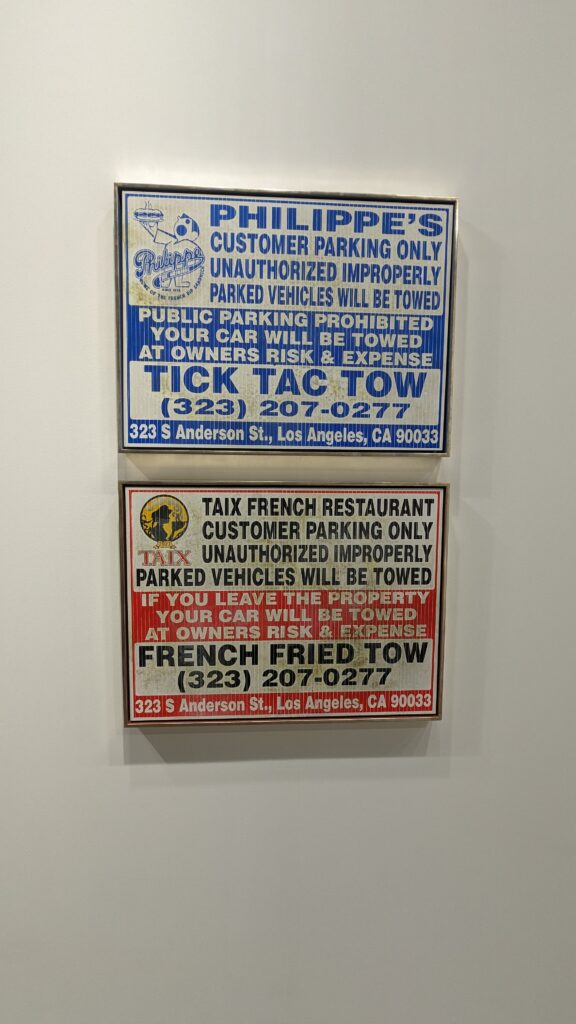 PHILIPPE'S
CUSTOMER PARKING ONLY
UNAUTHORIZED IMPROPERLY
PARKED VEHICLES WILL BE TOWED
Philippe
PUBLIC PARKING PROHIBITED
YOUR CAR WILL BE TOWED
AT OWNERS RISK & EXPENSE
TICK TAC TOW
(323) 207-0277
323 S Anderson St., Los Angeles, CA 90033
TAIX FRENCH RESTAURANT
CUSTOMER PARKING ONLY
UNAUTHORIZED IMPROPERLY
TAIX
PARKED VEHICLES WILL BE TOWED
IF YOU LEAVE THE PROPERTY
YOUR CAR WILL BE TOWED
AT OWNERS RISK & EXPENSE
FRENCH FRIED TOW
(323) 207-0277
323 S Anderson St., Los Angeles, CA 90033